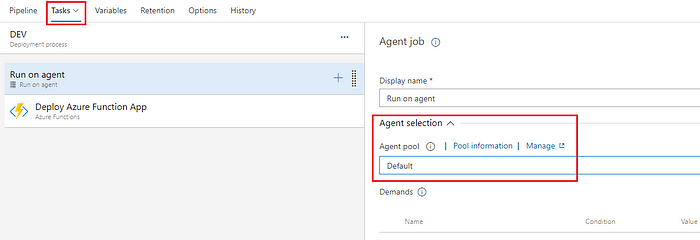 Pipeline Tasks Variables Retention Options History
DEV
Deployment process
...
Run on agent
Run on agent
Deploy Azure Function App
Azure Functions
Agent job
Display name *
Run on agent
Agent selection
Agent pool | Pool information | Manage
Default
Demands
Name Condition Value